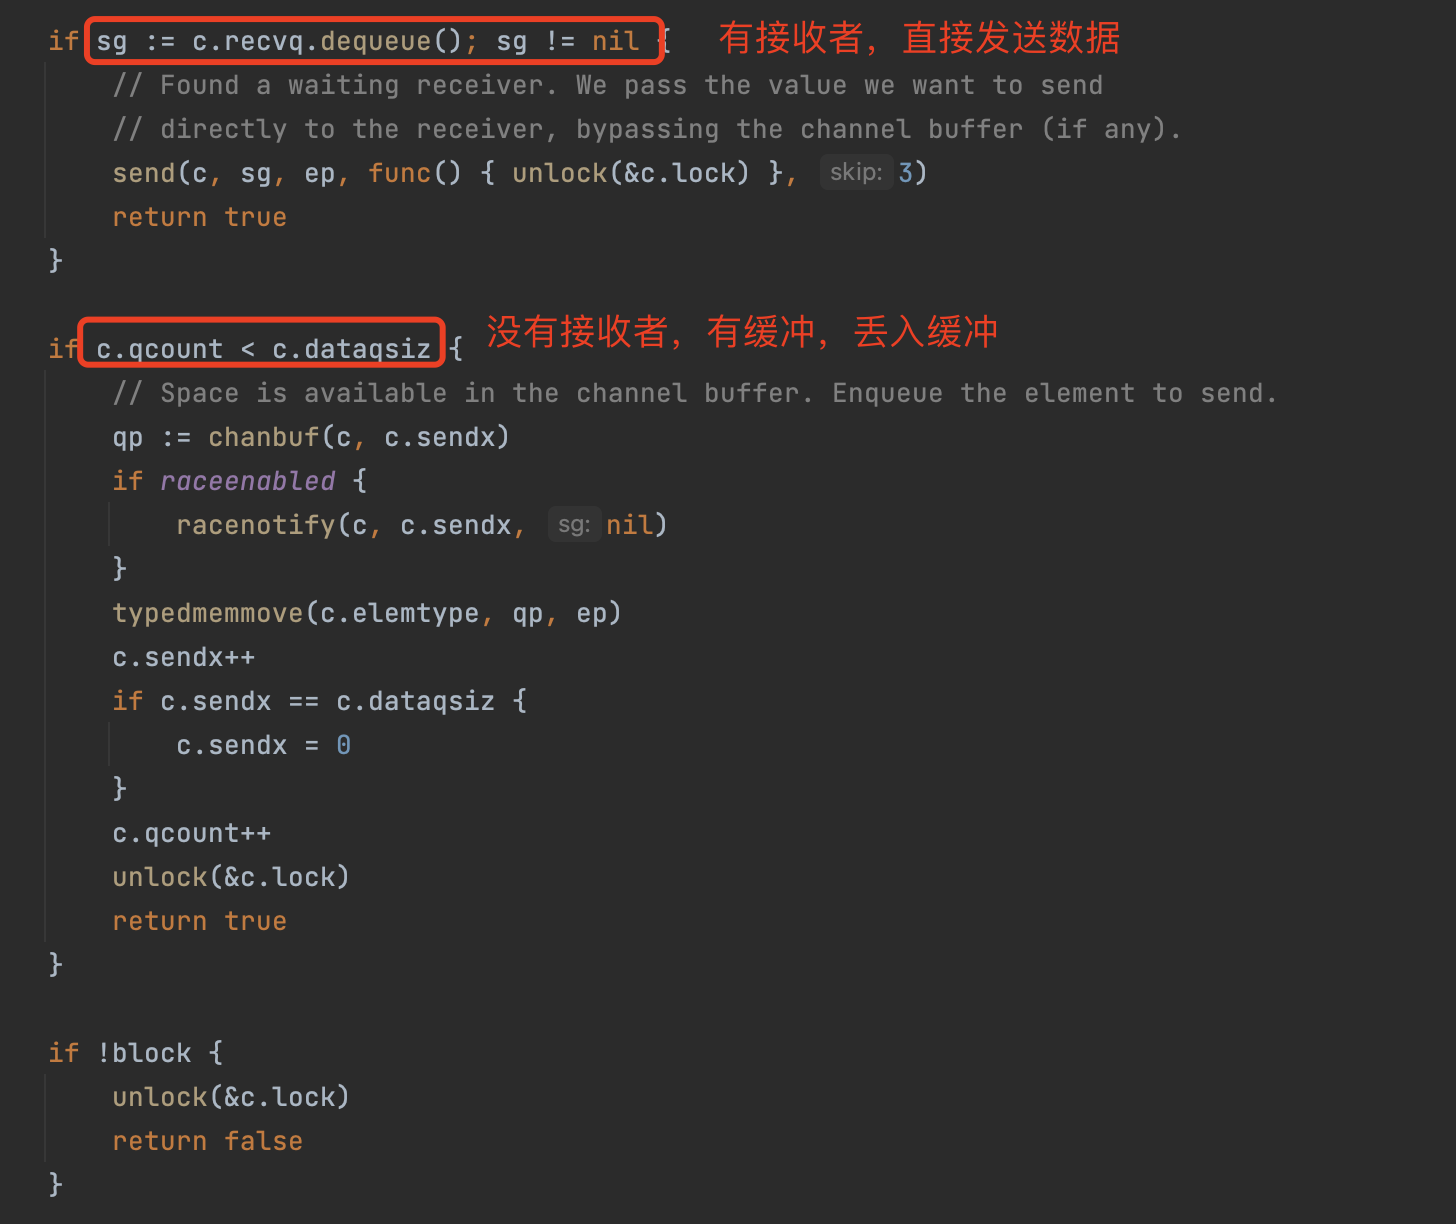 if sg := c.recvq.dequeue(); sg != nil { 有接收者，直接发送数据
// Found a waiting receiver. We pass the value we want to send
// directly to the receiver, bypassing the channel buffer (if any).
send(c, sg, ep, func() { unlock(&c.lock) }, skip: 3)
return true
}
if c.qcount < c.dataqsiz { 没有接收者，有缓冲，丢入缓冲
// Space is available in the channel buffer. Enqueue the element to send.
qp := chanbuf(c, c.sendx)
if raceenabled {
racenotify(c, c.sendx, sg: nil)
}
typedmemmove(c.elemtype, qp, ep)
c.sendx++
if c.sendx == c.dataqsiz {
c.sendx = 0
}
c.qcount++
unlock(&c.lock)
return true
}
if !block {
unlock(&c.lock)
return false
}